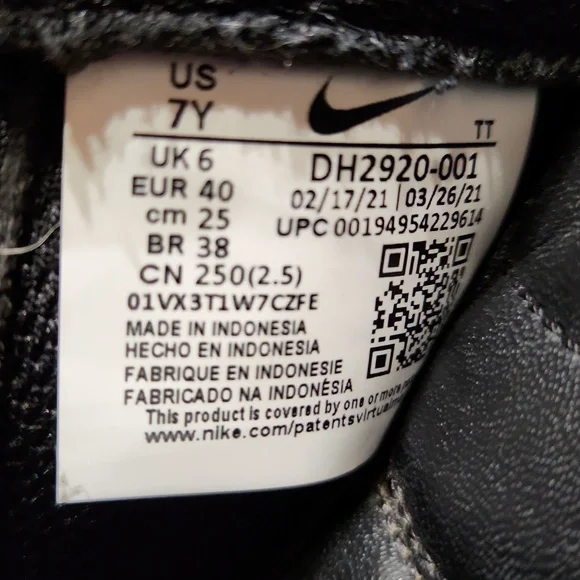 US
7Y
TT
UK 6
DH2920-001
EUR 40
02/17/21 | 03/26/21
cm 25
UPC 00194954229614
BR 38
CN 250(2.5)
01VX3T1W7CZFE
MADE IN INDONESIA
HECHO EN INDONESIA
FABRIQUE EN INDONESIE
FABRICADO NA INDONÉSIA
This product is covered by one or more
www.nike.com/patentsvirtual